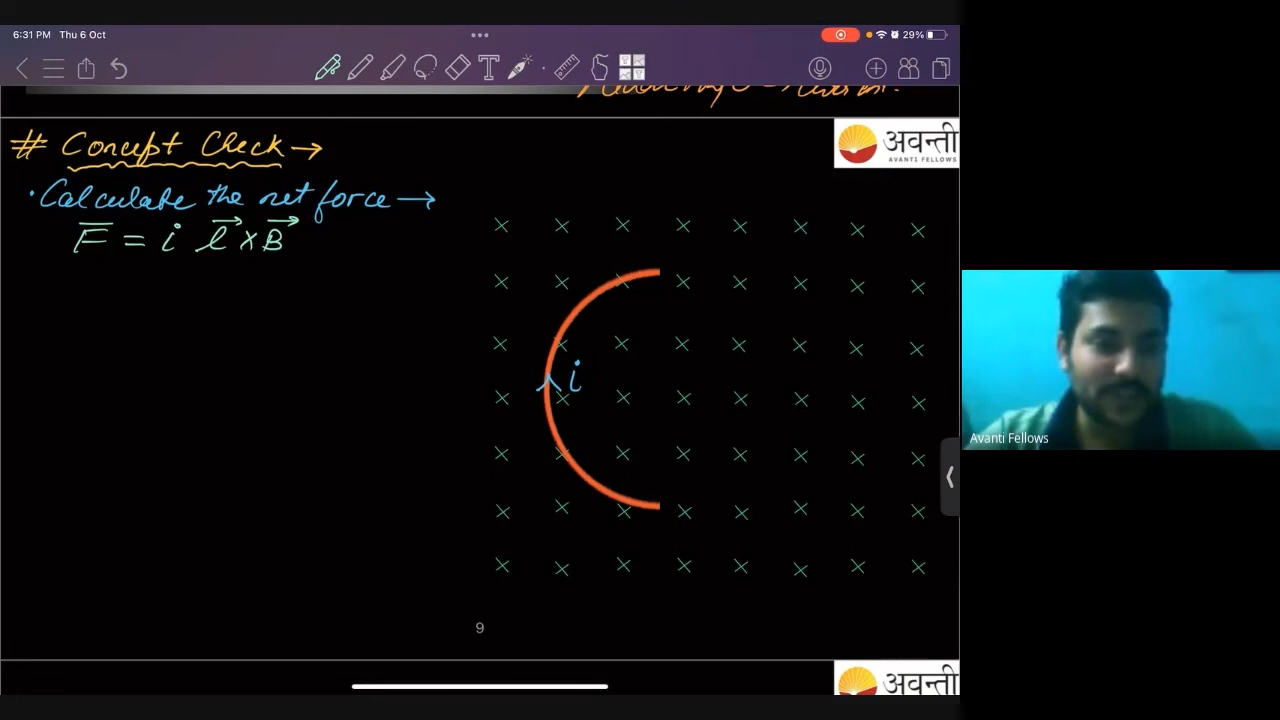 6:31 PM Thu 6 Oct
29%
# Concept Check →
अवन्ती
AVANTI FELLOWS
· Calculate the net force →
F = i l × B
i
Avanti Fellows
9
अवन्ती